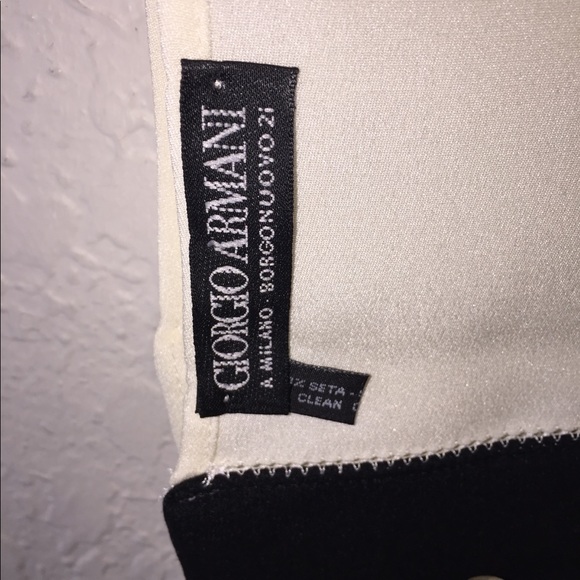 · GIORGIO ARMANI ·
A MILANO · BORGONUOVO 21
% SETA -
CLEAN